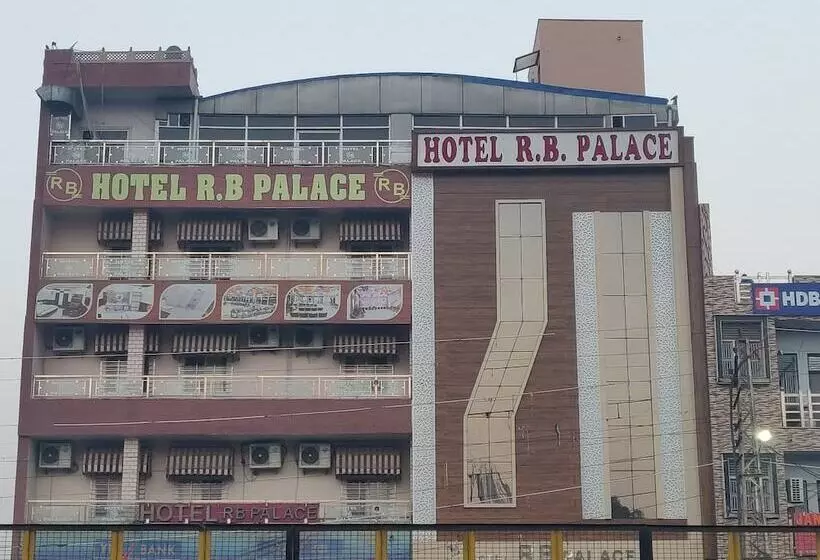 HOTEL R.B. PALACE
RB HOTEL R.B PALACE RB
HDB
HOTEL RB PALACE
BANK
R B PALACE